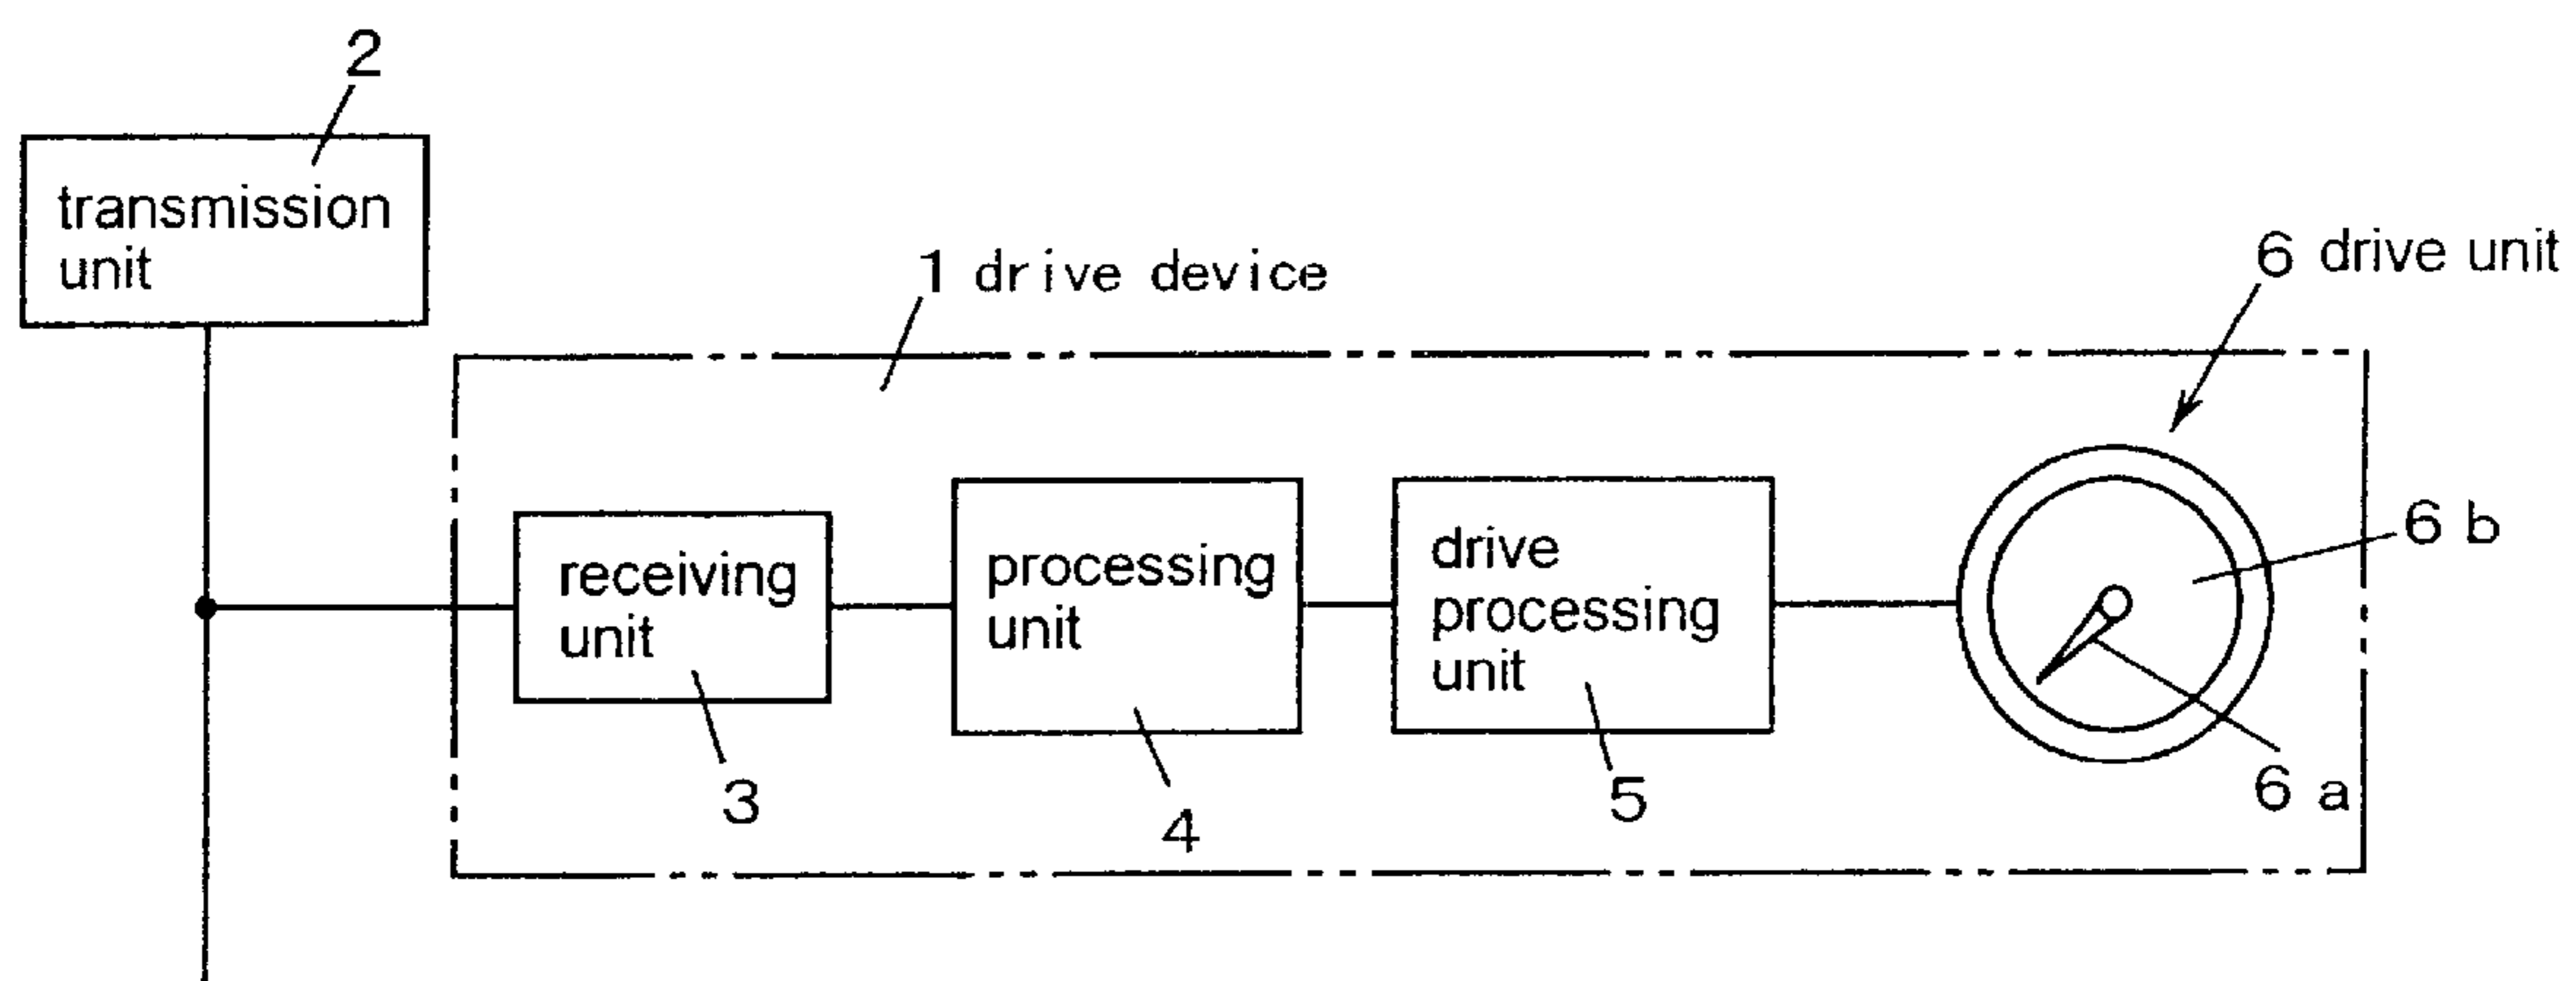 2
transmission
unit
1 drive device
6 drive unit
receiving
unit
processing
unit
drive
processing
unit
6 b
6 a
3
4
5